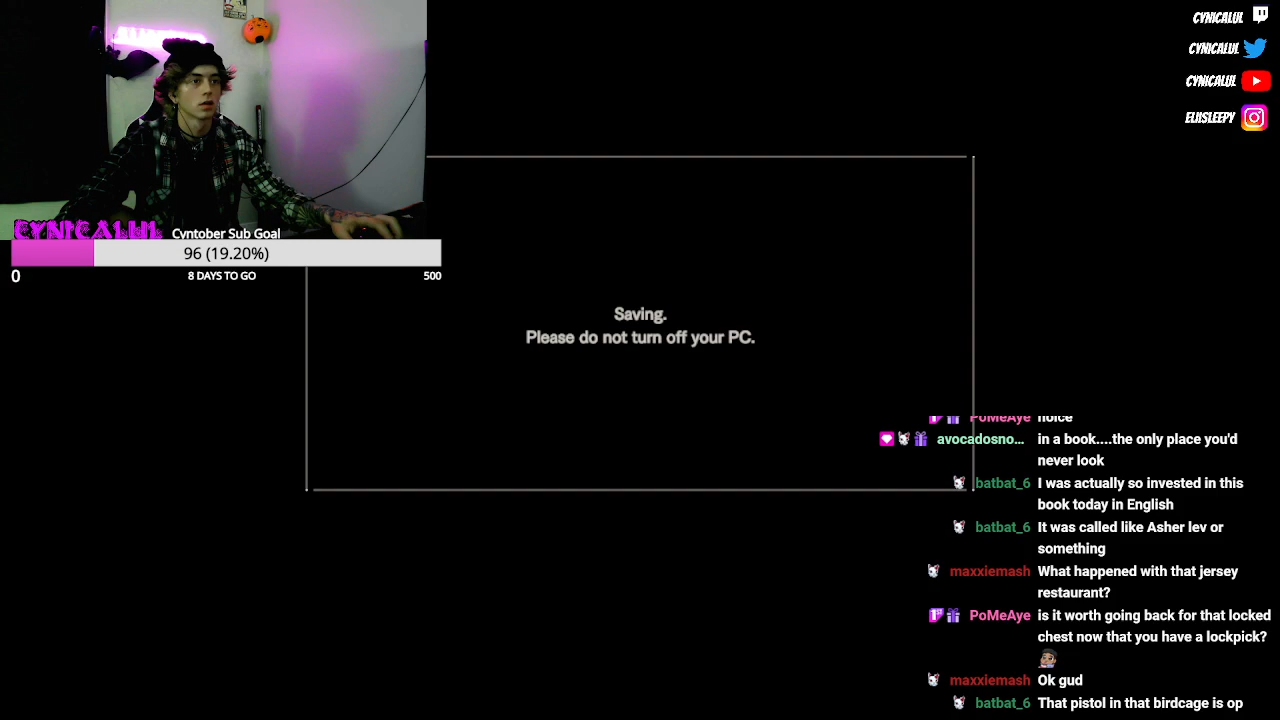 CYNICALUL
CYNICALUL
CYNICALUL
ELIISLEEPY
CYNICALUL
Cyntober Sub Goal
96 (19.20%)
0
8 DAYS TO GO
500
Saving.
Please do not turn off your PC.
PoMeAye noice
avocadosno... in a book....the only place you'd
never look
batbat_6 I was actually so invested in this
book today in English
batbat_6 It was called like Asher lev or
something
maxxiemash What happened with that jersey
restaurant?
PoMeAye is it worth going back for that locked
chest now that you have a lockpick?
maxxiemash Ok gud
batbat_6 That pistol in that birdcage is op